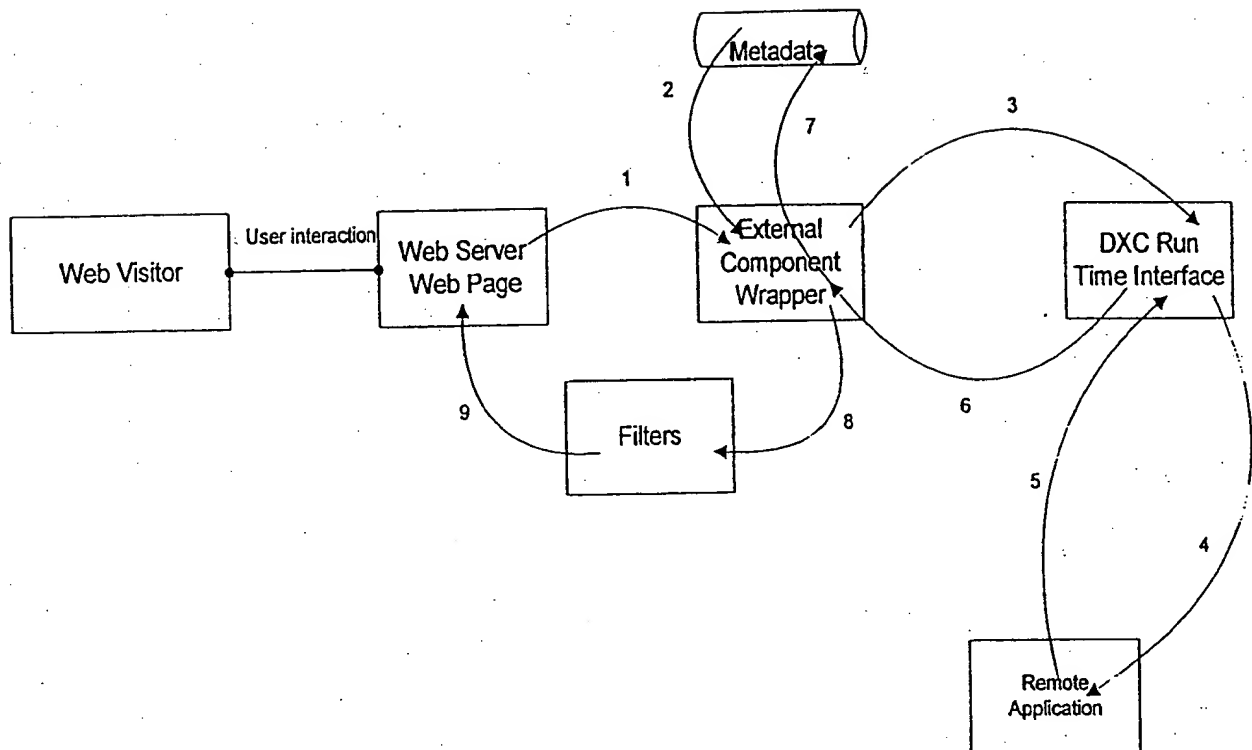 Metadata
2
7
3
1
Web Visitor
User interaction
Web Server
Web Page
External
Component
Wrapper
DXC Run
Time Interface
9
Filters
8
6
5
4
Remote
Application